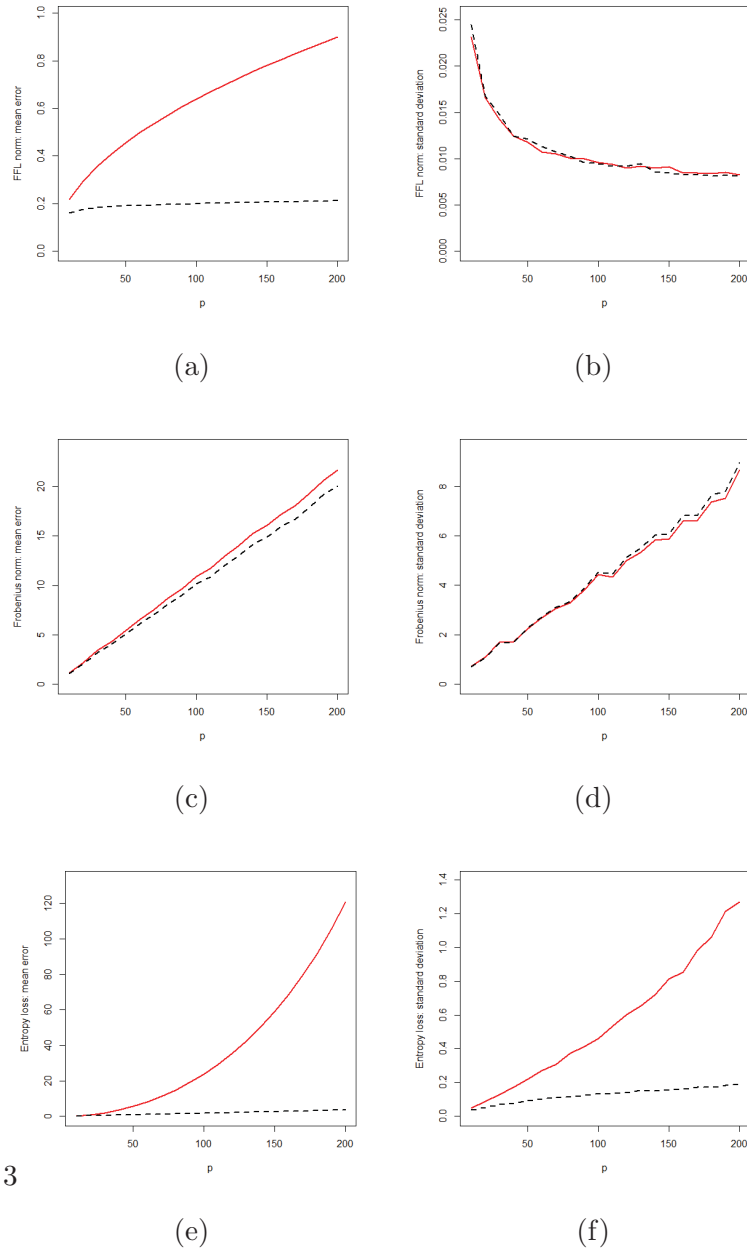 FFL norm: mean error
0.0 0.2 0.4 0.6 0.8 1.0
50 100 150 200
p
(a)
FFL norm: standard deviation
0.000 0.005 0.010 0.015 0.020 0.025
50 100 150 200
p
(b)
Frobenius norm: mean error
0 5 10 15 20
50 100 150 200
p
(c)
Frobenius norm: standard deviation
0 2 4 6 8
50 100 150 200
p
(d)
Entropy loss: mean error
0 20 40 60 80 100 120
50 100 150 200
p
3
(e)
Entropy loss: standard deviation
0.0 0.2 0.4 0.6 0.8 1.0 1.2 1.4
50 100 150 200
p
(f)